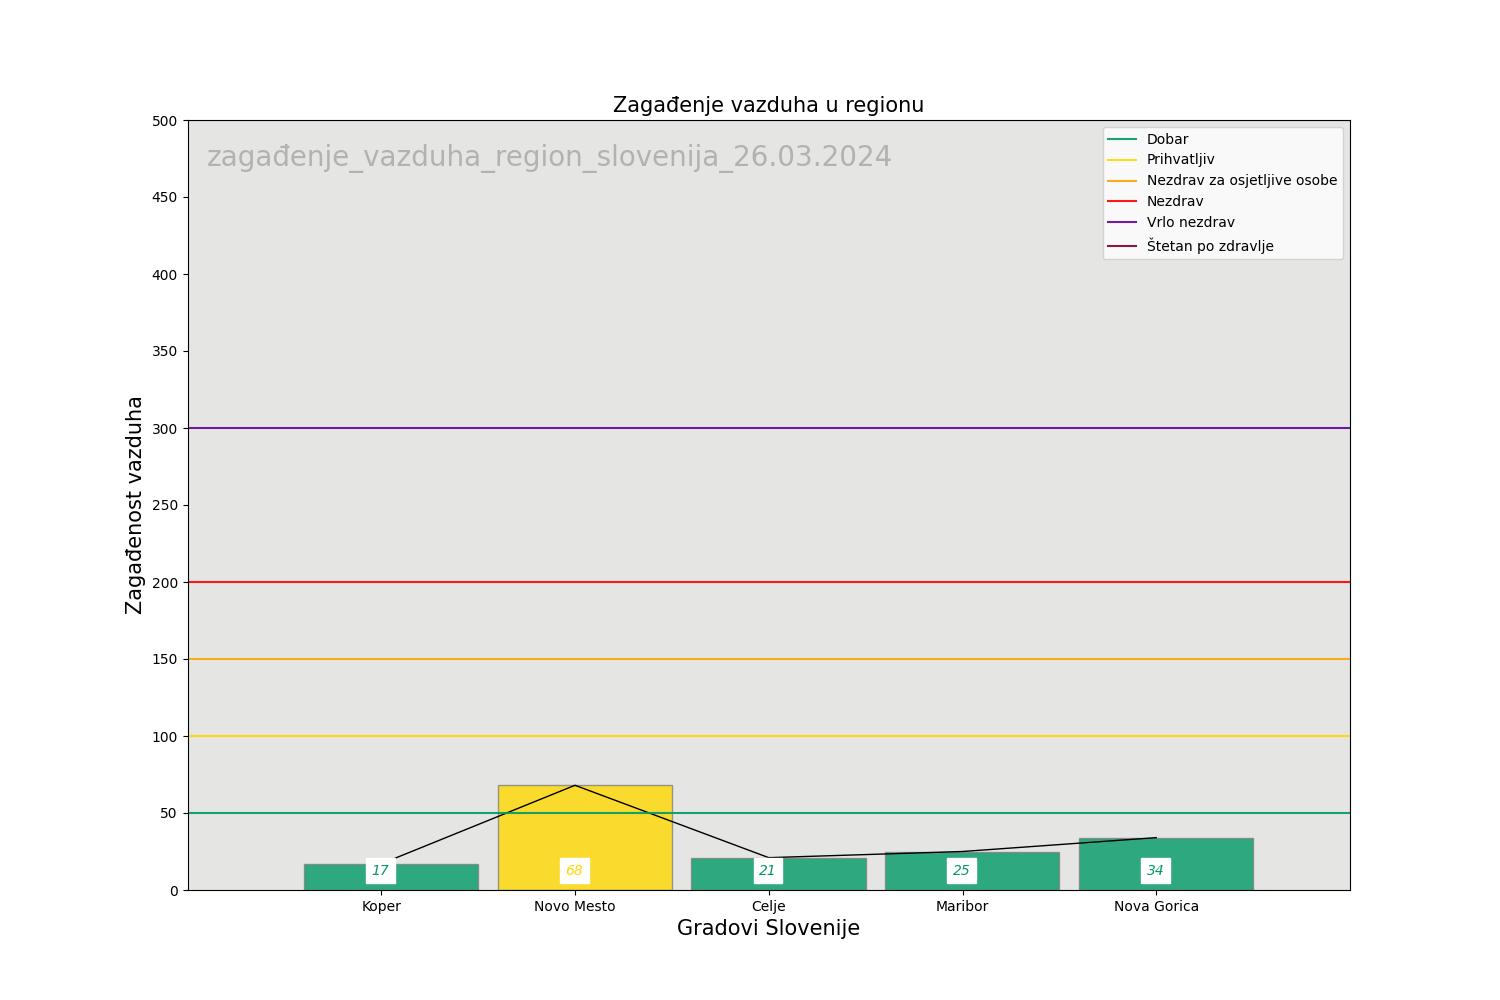 Zagađenje vazduha u regionu
zagađenje_vazduha_region_slovenija_26.03.2024
Dobar
Prihvatljiv
Nezdrav za osjetljive osobe
Nezdrav
Vrlo nezdrav
Štetan po zdravlje
Zagađenost vazduha
500
450
400
350
300
250
200
150
100
50
0
17
68
21
25
34
Koper
Novo Mesto
Celje
Maribor
Nova Gorica
Gradovi Slovenije